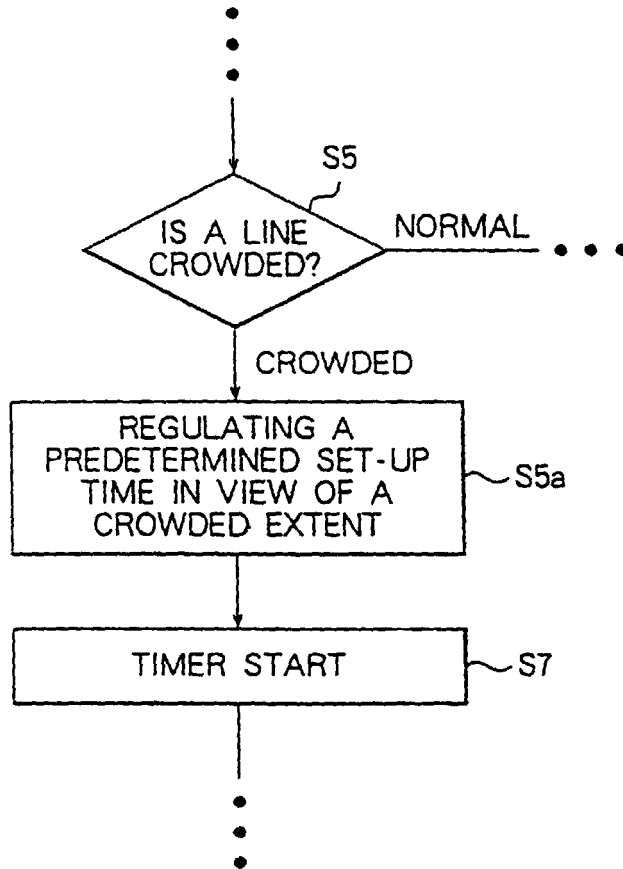 S5
IS A LINE
CROWDED?
NORMAL
CROWDED
REGULATING A
PREDETERMINED SET-UP
TIME IN VIEW OF A
CROWDED EXTENT
S5a
TIMER START
S7